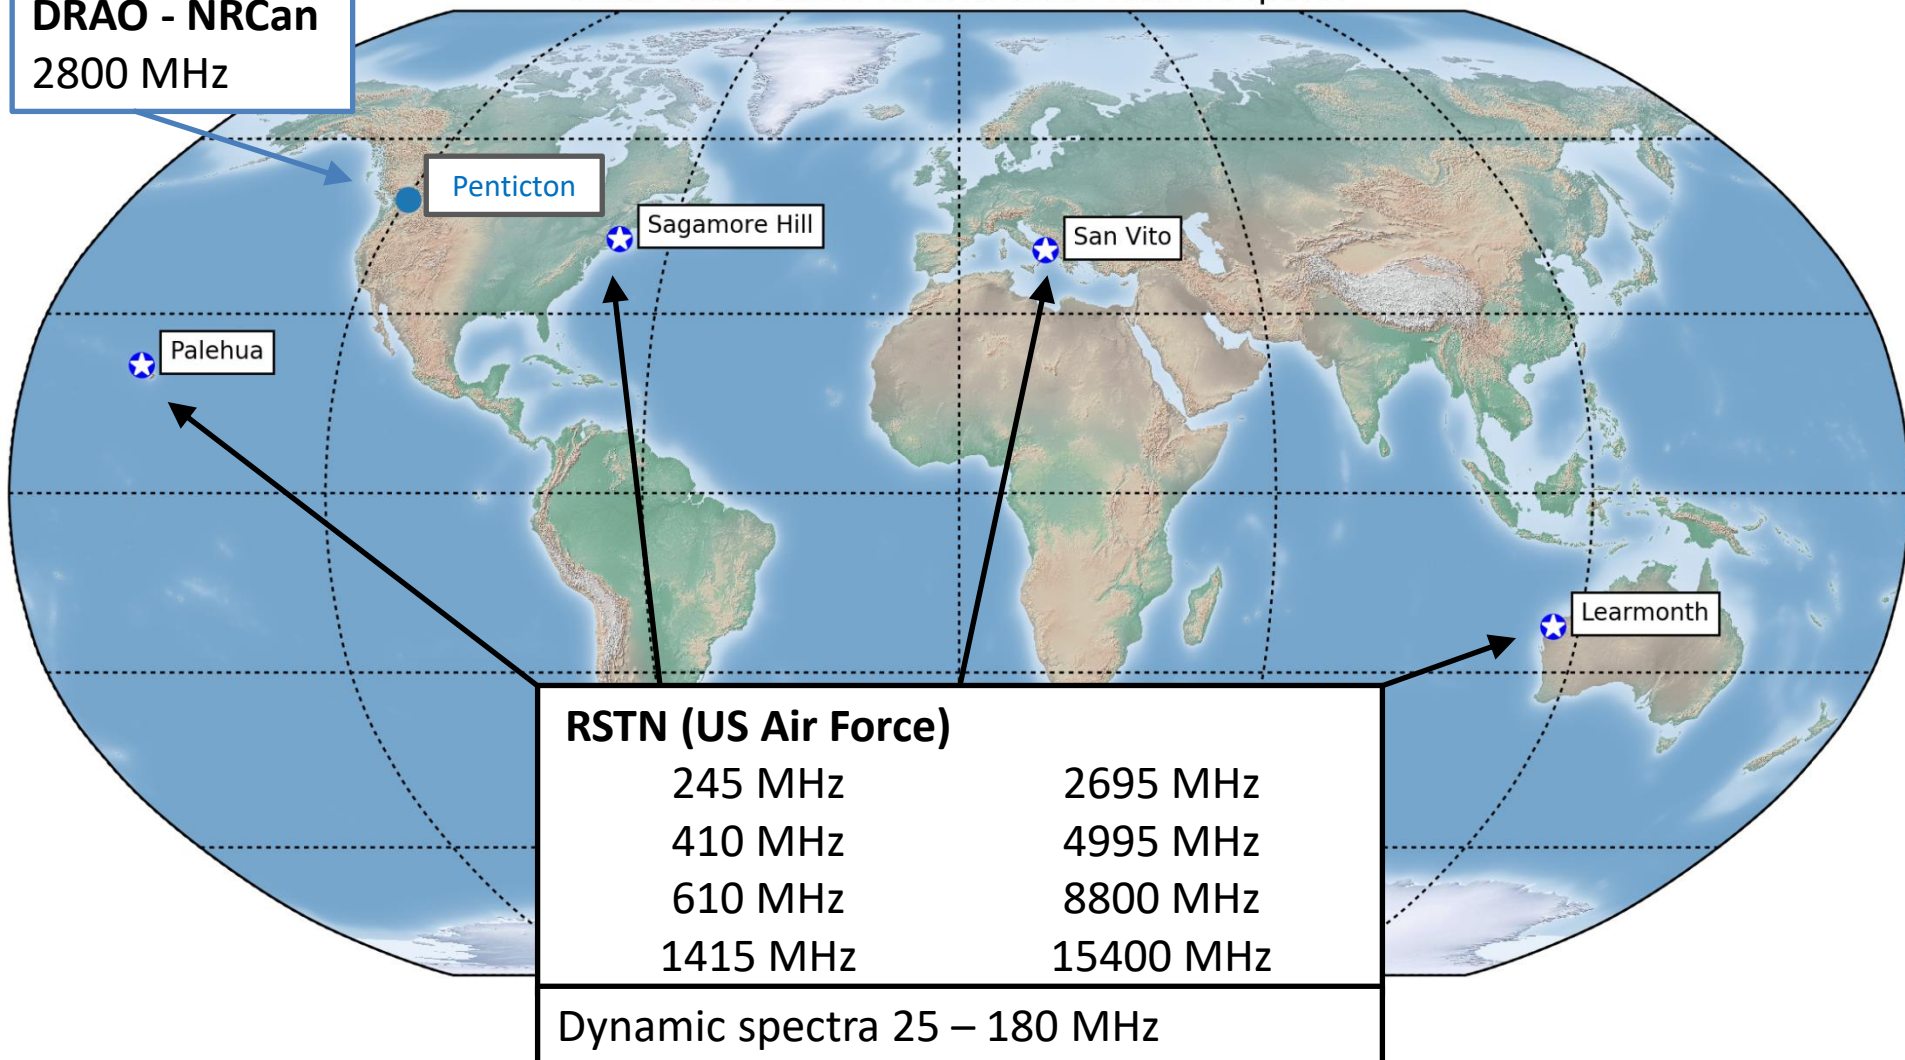 DRAO - NRCan
2800 MHz
Penticton
Sagamore Hill
San Vito
Palehua
Learmonth
RSTN (US Air Force)
245 MHz 2695 MHz
410 MHz 4995 MHz
610 MHz 8800 MHz
1415 MHz 15400 MHz
Dynamic spectra 25 – 180 MHz